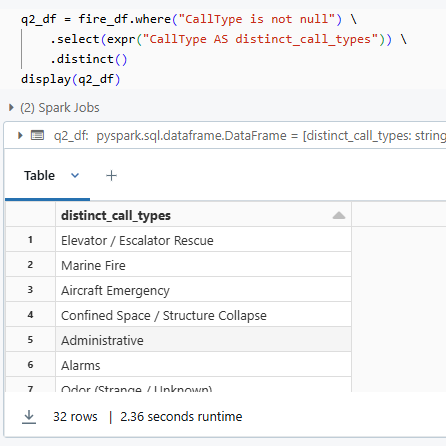 q2_df = fire_df.where("CallType is not null") \
    .select(expr("CallType AS distinct_call_types")) \
    .distinct()
display(q2_df)
(2) Spark Jobs
q2_df: pyspark.sql.dataframe.DataFrame = [distinct_call_types: string
Table
distinct_call_types
1 Elevator / Escalator Rescue
2 Marine Fire
3 Aircraft Emergency
4 Confined Space / Structure Collapse
5 Administrative
6 Alarms
7 Odor (Strange / Unknown)
32 rows | 2.36 seconds runtime